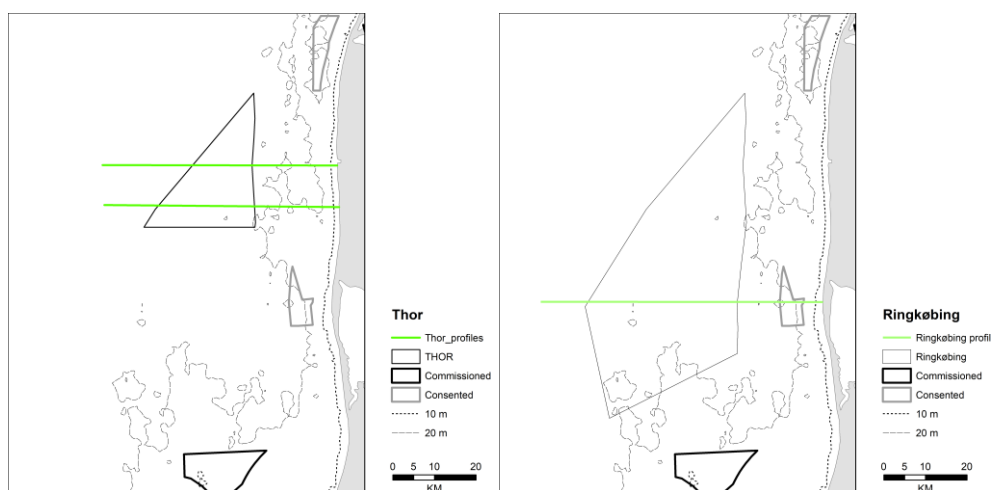 Thor
Thor_profiles
THOR
Commissioned
Consented
10 m
20 m
0 5 10 20
KM
Ringkøbing
Ringkøbing profil
Ringkøbing
Commissioned
Consented
10 m
20 m
0 5 10 20
KM